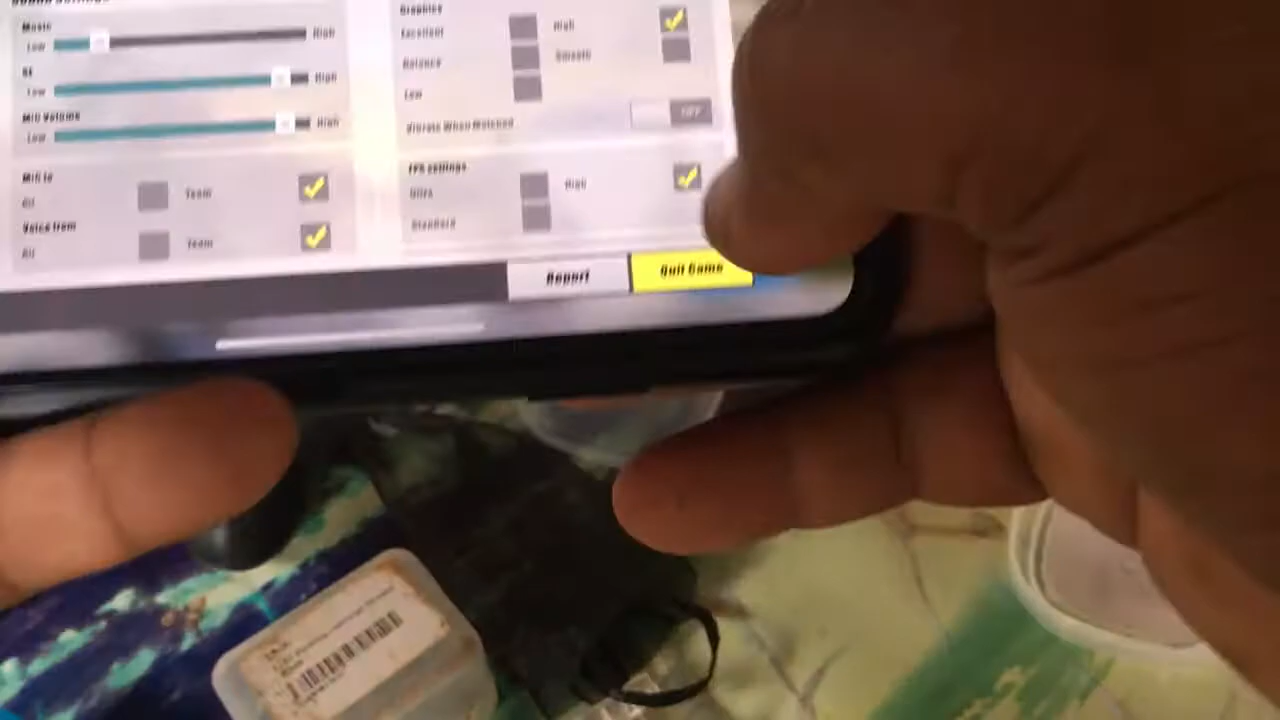 Music
Low High
SE
Low High
Mic Volume
Low High
Mic to
All Team
Voice from
All Team
Graphics
Excellent High
Balance Smooth
Low
Vibrate When Matched OFF
FPS settings
Ultra High
Standard
Report
Quit Game